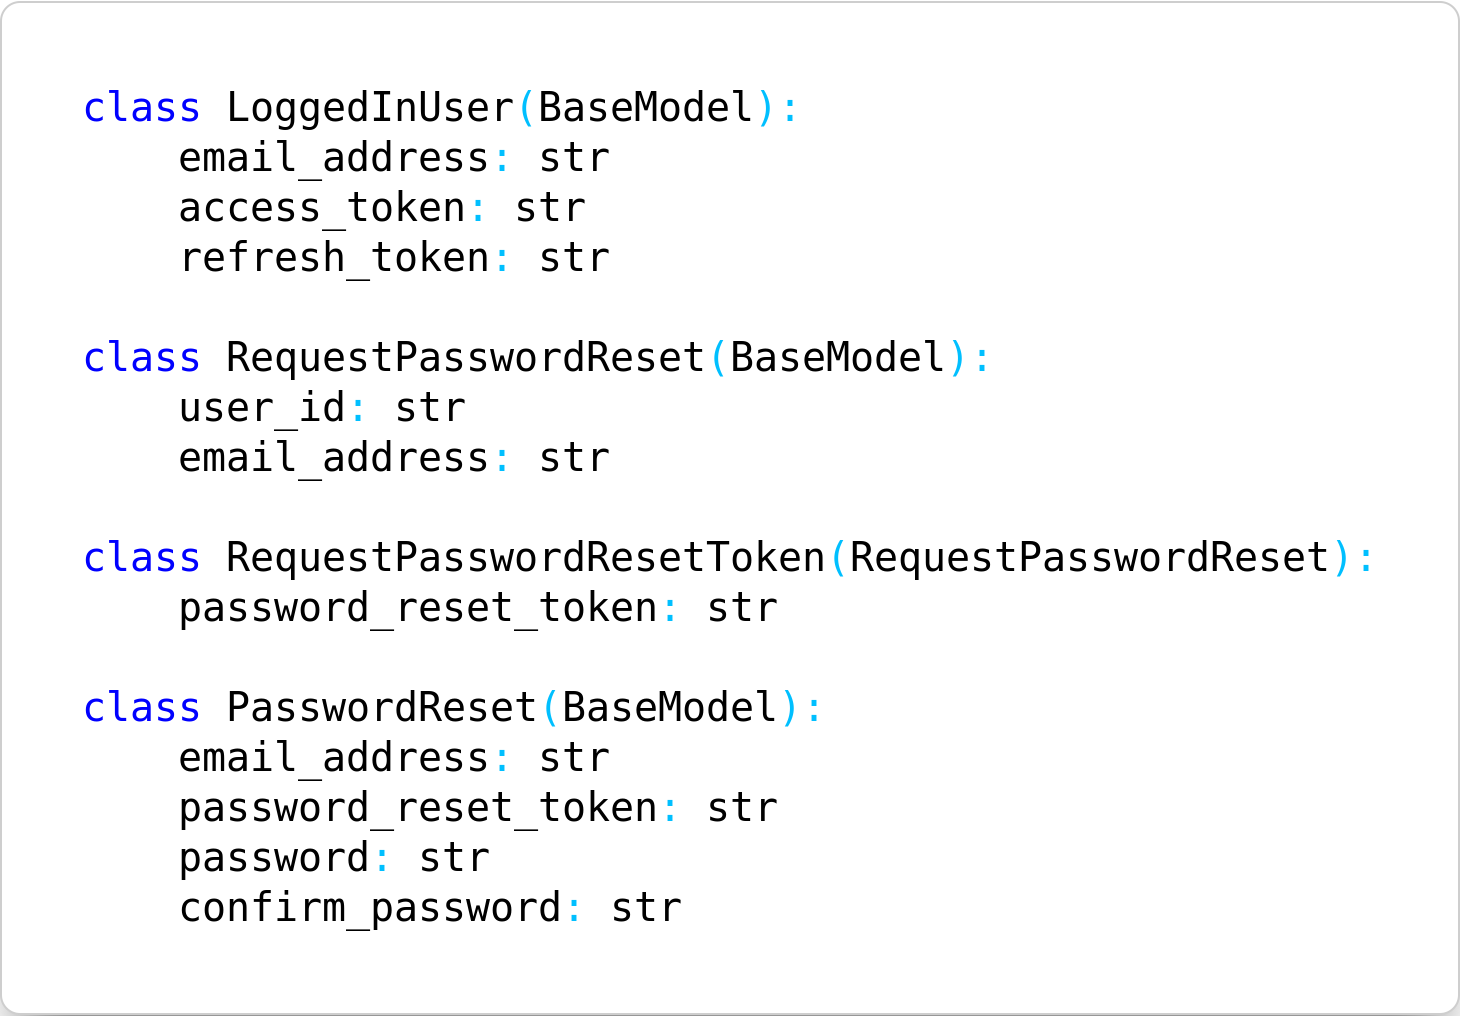 class LoggedInUser(BaseModel):
    email_address: str
    access_token: str
    refresh_token: str

class RequestPasswordReset(BaseModel):
    user_id: str
    email_address: str

class RequestPasswordResetToken(RequestPasswordReset):
    password_reset_token: str

class PasswordReset(BaseModel):
    email_address: str
    password_reset_token: str
    password: str
    confirm_password: str